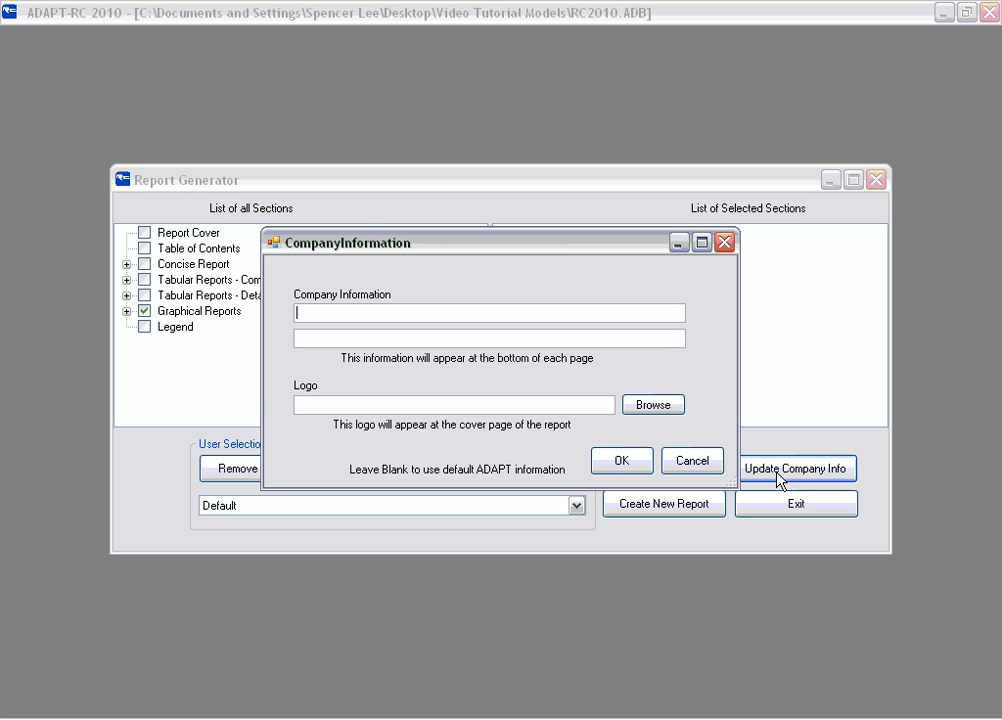 ADAPT-RC 2010 - [C:\Documents and Settings\Spencer Lee\Desktop\Video Tutorial Models\RC2010.ADB]
Report Generator
List of all Sections
List of Selected Sections
Report Cover
Table of Contents
Concise Report
Tabular Reports - Com
Tabular Reports - Deta
Graphical Reports
Legend
CompanyInformation
Company Information
This information will appear at the bottom of each page
Logo
Browse
This logo will appear at the cover page of the report
Leave Blank to use default ADAPT information
OK
Cancel
User Selectio
Remove
Update Company Info
Default
Create New Report
Exit